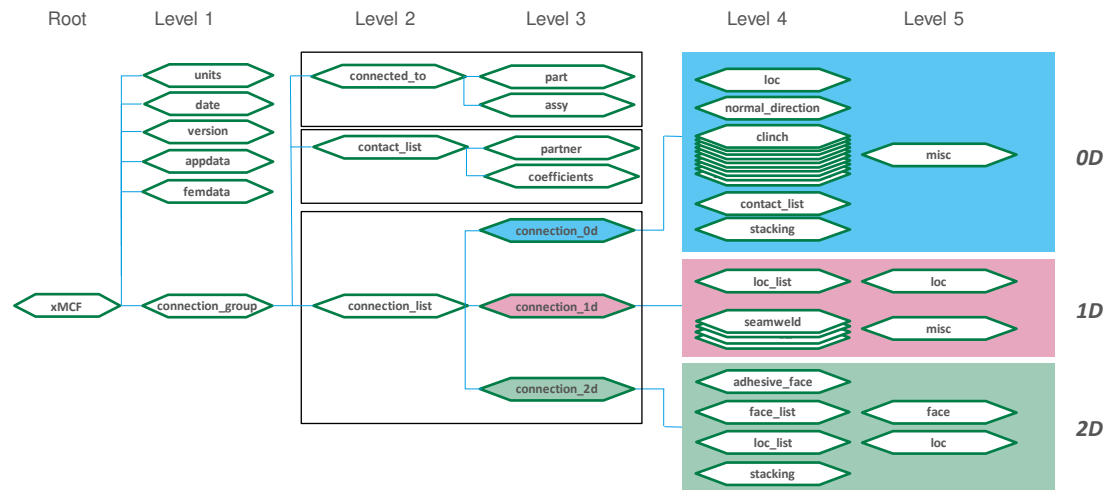 Root Level 1 Level 2 Level 3 Level 4 Level 5
units
date
version
appdata
femdata
xMCF
connection_group
connected_to
part
assy
contact_list
partner
coefficients
connection_list
connection_0d
connection_1d
connection_2d
loc
normal_direction
clinch
misc
contact_list
stacking
0D
loc_list
loc
seamweld
misc
1D
adhesive_face
face_list
face
loc_list
loc
stacking
2D